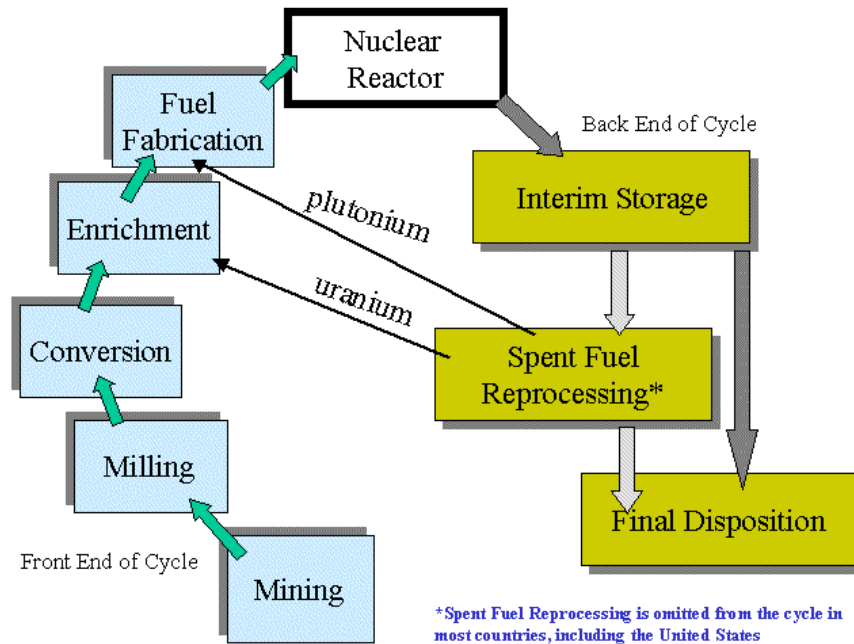 Nuclear
Reactor
Fuel
Fabrication
Back End of Cycle
Interim Storage
plutonium
Enrichment
uranium
Conversion
Spent Fuel
Reprocessing*
Milling
Final Disposition
Front End of Cycle
Mining
*Spent Fuel Reprocessing is omitted from the cycle in
most countries, including the United States